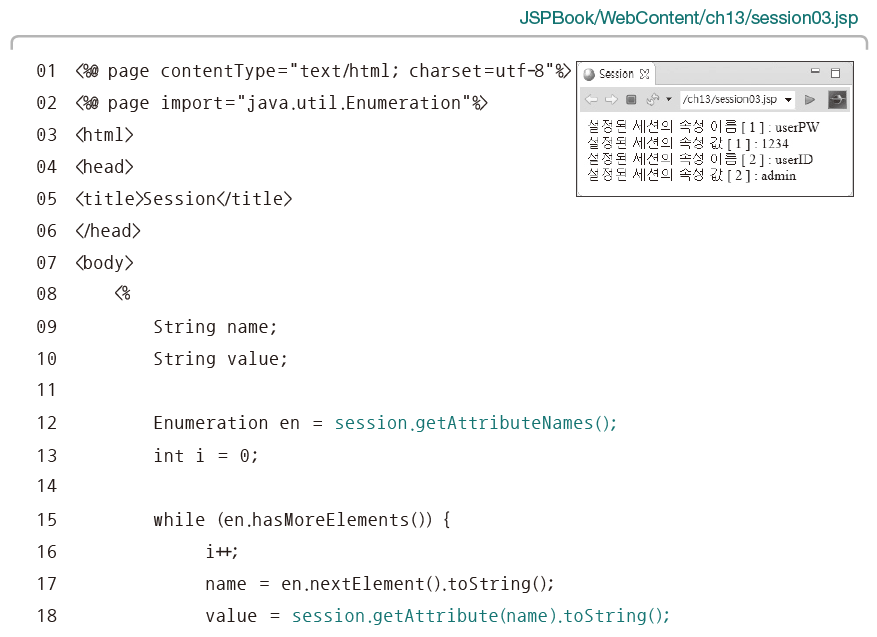 JSPBook/WebContent/ch13/session03.jsp
01 <%@ page contentType="text/html; charset=utf-8"%>
02 <%@ page import="java.util.Enumeration"%>
03 <html>
04 <head>
05 <title>Session</title>
06 </head>
07 <body>
08 <%
09 String name;
10 String value;
11
12 Enumeration en = session.getAttributeNames();
13 int i = 0;
14
15 while (en.hasMoreElements()) {
16 i++;
17 name = en.nextElement().toString();
18 value = session.getAttribute(name).toString();
Session
/ch13/session03.jsp
설정된 세션의 속성 이름 [ 1 ] : userPW
설정된 세션의 속성 값 [ 1 ] : 1234
설정된 세션의 속성 이름 [ 2 ] : userID
설정된 세션의 속성 값 [ 2 ] : admin